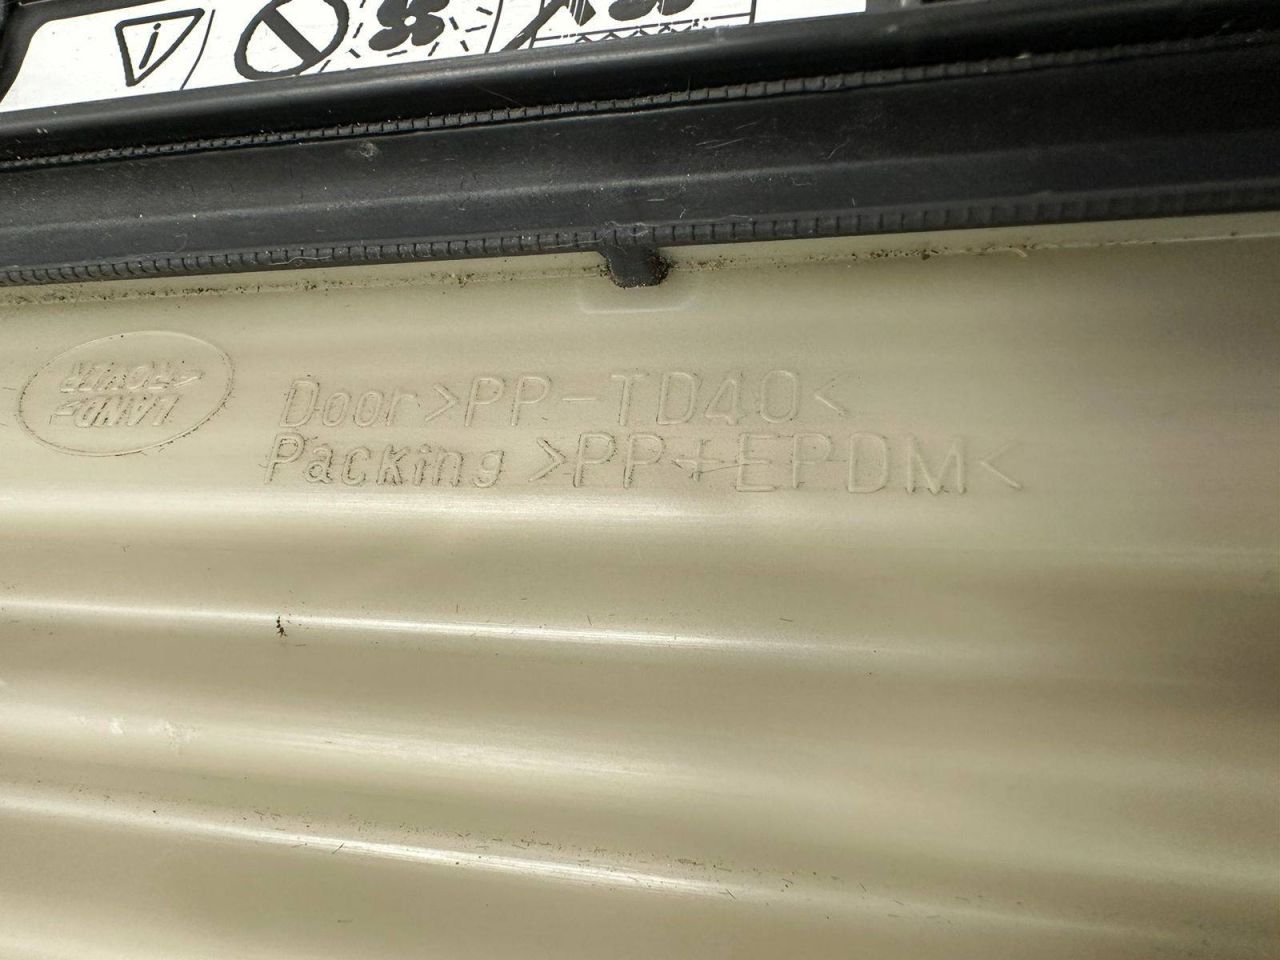 i
LAND-
ROVER
Door >PP-TD40<
Packing >PP+EPDM<